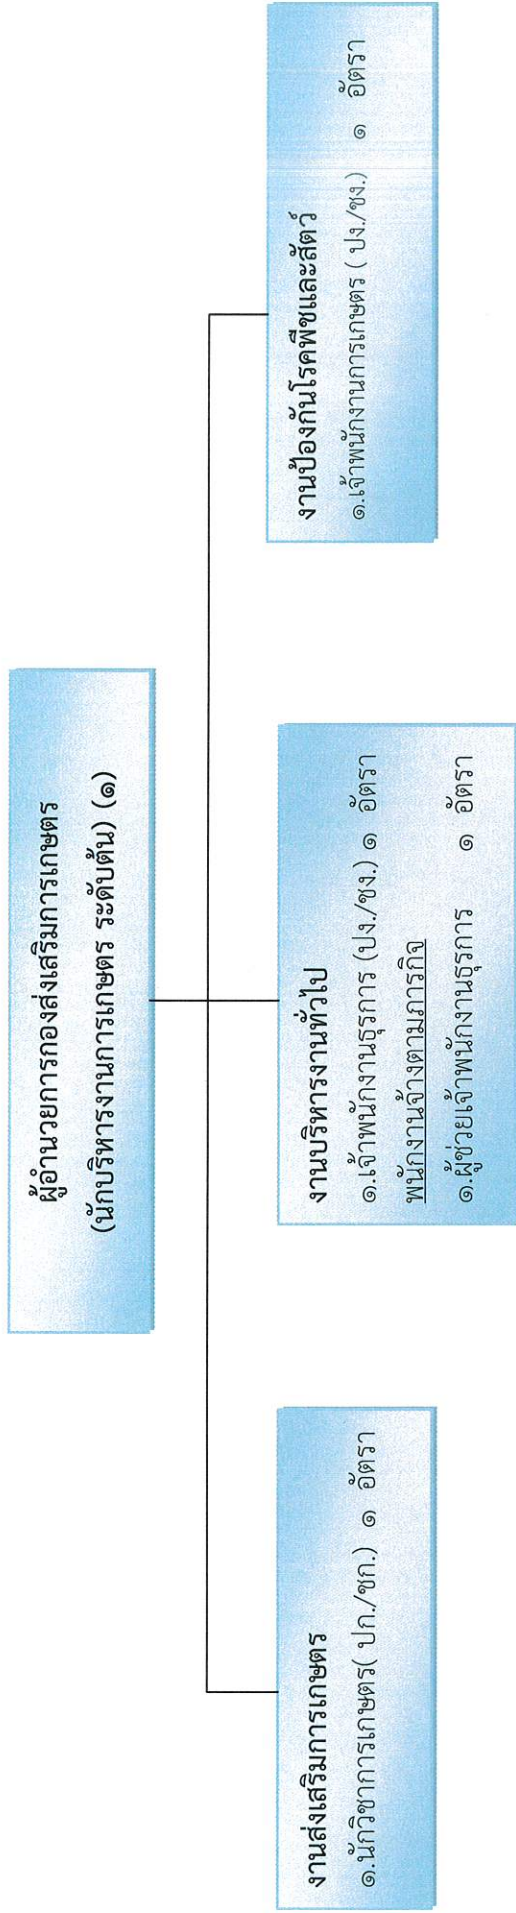 ผู้อำนวยการกองส่งเสริมการเกษตร
(นักบริหารงานการเกษตร ระดับต้น) (๑)
งานส่งเสริมการเกษตร
๑.นักวิชาการเกษตร( ปก./ชก.) ๑ อัตรา
งานบริหารงานทั่วไป
๑.เจ้าพนักงานธุรการ (ปง./ชง.) ๑ อัตรา
พนักงานจ้างตามภารกิจ
๑.ผู้ช่วยเจ้าพนักงานธุรการ ๑ อัตรา
งานป้องกันโรคพืชและสัตว์
๑.เจ้าพนักงานการเกษตร ( ปง./ชง.) ๑ อัตรา